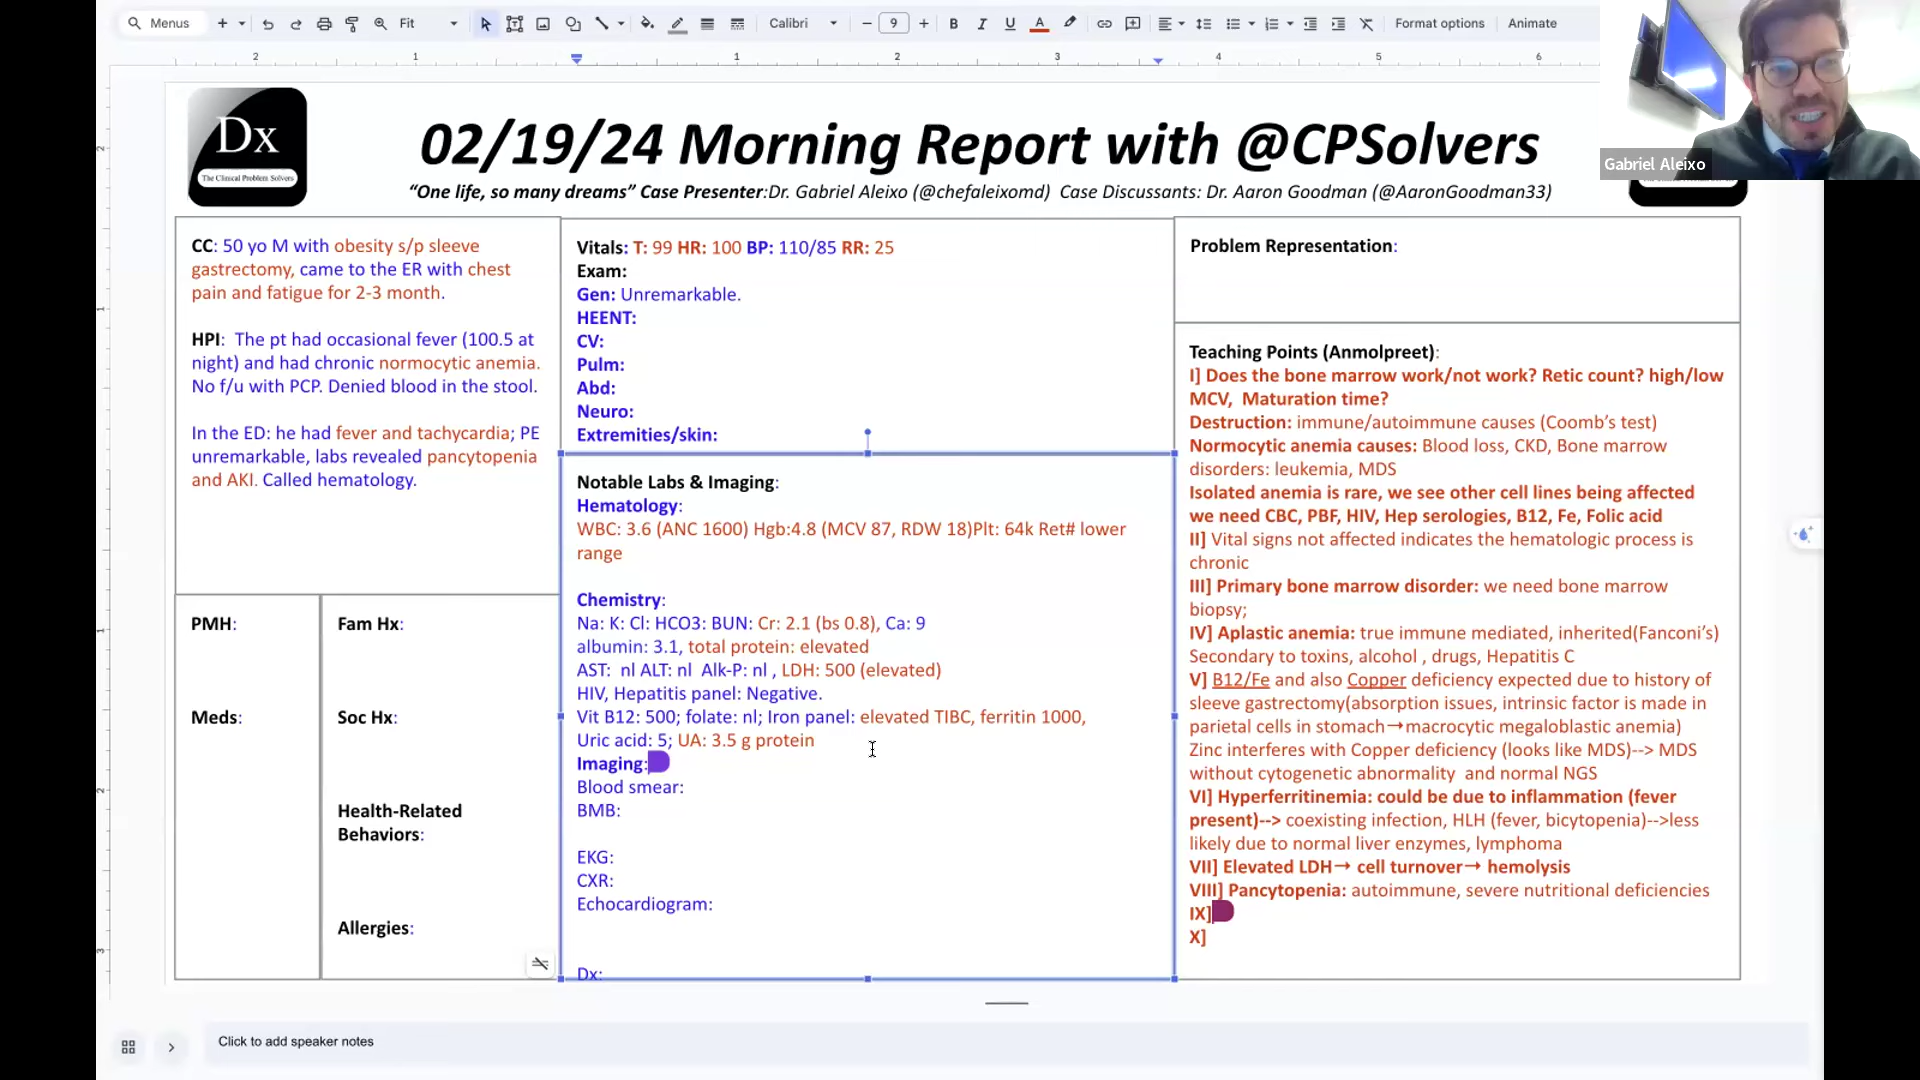 Menus
Fit
Calibri
9
B
I
U
A
Format options
Animate
2
1
1
2
3
4
5
6
Gabriel Aleixo
Dx
The Clinical Problem Solvers
02/19/24 Morning Report with @CPSolvers
“One life, so many dreams” Case Presenter:Dr. Gabriel Aleixo (@chefaleixomd) Case Discussants: Dr. Aaron Goodman (@AaronGoodman33)
2
1
1
2
3
CC: 50 yo M with obesity s/p sleeve
gastrectomy, came to the ER with chest
pain and fatigue for 2-3 month.
HPI: The pt had occasional fever (100.5 at
night) and had chronic normocytic anemia.
No f/u with PCP. Denied blood in the stool.
In the ED: he had fever and tachycardia; PE
unremarkable, labs revealed pancytopenia
and AKI. Called hematology.
PMH:
Meds:
Fam Hx:
Soc Hx:
Health-Related
Behaviors:
Allergies:
Vitals: T: 99 HR: 100 BP: 110/85 RR: 25
Exam:
Gen: Unremarkable.
HEENT:
CV:
Pulm:
Abd:
Neuro:
Extremities/skin:
Notable Labs & Imaging:
Hematology:
WBC: 3.6 (ANC 1600) Hgb:4.8 (MCV 87, RDW 18)Plt: 64k Ret# lower
range
Chemistry:
Na: K: Cl: HCO3: BUN: Cr: 2.1 (bs 0.8), Ca: 9
albumin: 3.1, total protein: elevated
AST: nl ALT: nl Alk-P: nl , LDH: 500 (elevated)
HIV, Hepatitis panel: Negative.
Vit B12: 500; folate: nl; Iron panel: elevated TIBC, ferritin 1000,
Uric acid: 5; UA: 3.5 g protein
Imaging:
Blood smear:
BMB:
EKG:
CXR:
Echocardiogram:
Dx:
Problem Representation:
Teaching Points (Anmolpreet):
I] Does the bone marrow work/not work? Retic count? high/low
MCV, Maturation time?
Destruction: immune/autoimmune causes (Coomb’s test)
Normocytic anemia causes: Blood loss, CKD, Bone marrow
disorders: leukemia, MDS
Isolated anemia is rare, we see other cell lines being affected
we need CBC, PBF, HIV, Hep serologies, B12, Fe, Folic acid
II] Vital signs not affected indicates the hematologic process is
chronic
III] Primary bone marrow disorder: we need bone marrow
biopsy;
IV] Aplastic anemia: true immune mediated, inherited(Fanconi’s)
Secondary to toxins, alcohol , drugs, Hepatitis C
V] B12/Fe and also Copper deficiency expected due to history of
sleeve gastrectomy(absorption issues, intrinsic factor is made in
parietal cells in stomach→macrocytic megaloblastic anemia)
Zinc interferes with Copper deficiency (looks like MDS)--> MDS
without cytogenetic abnormality and normal NGS
VI] Hyperferritinemia: could be due to inflammation (fever
present)--> coexisting infection, HLH (fever, bicytopenia)-->less
likely due to normal liver enzymes, lymphoma
VII] Elevated LDH→ cell turnover→ hemolysis
VIII] Pancytopenia: autoimmune, severe nutritional deficiencies
IX]
X]
Click to add speaker notes